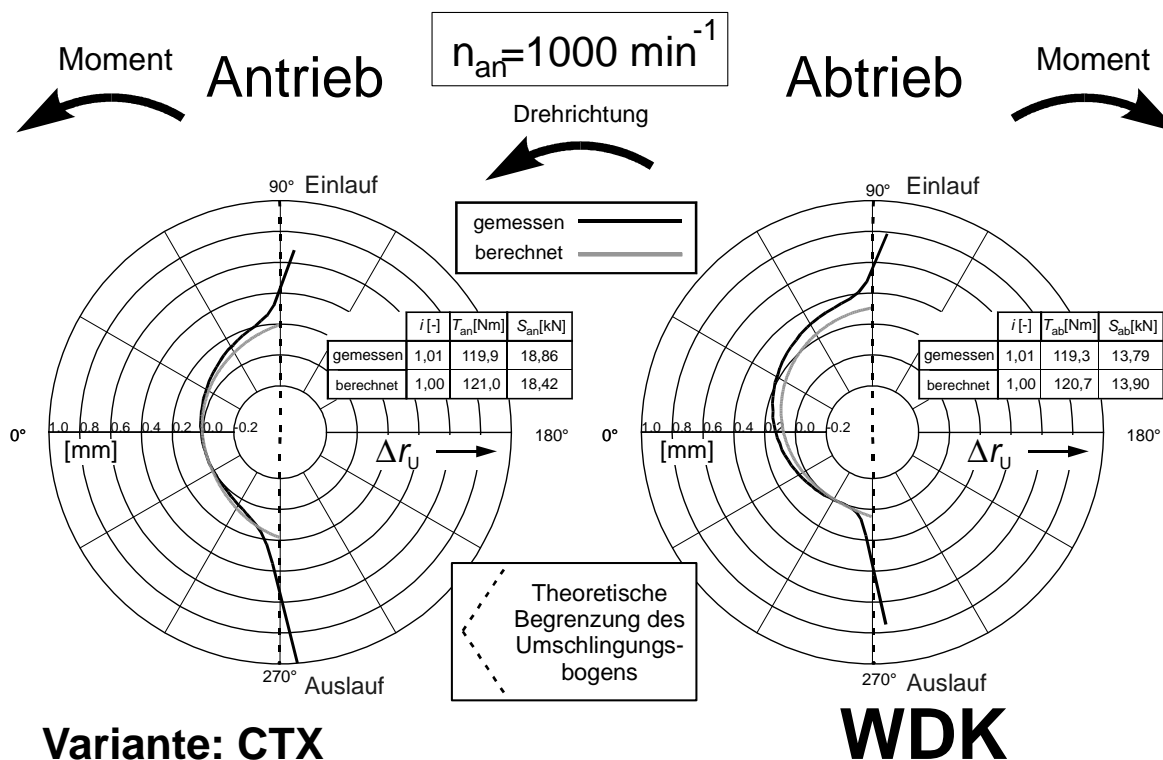 n_an=1000 min^-1
Moment
Antrieb
Abtrieb
Moment
Drehrichtung
90° Einlauf
90° Einlauf
gemessen
berechnet
i [-] T_an[Nm] S_an[kN]
gemessen 1,01 119,9 18,86
berechnet 1,00 121,0 18,42
i [-] T_ab[Nm] S_ab[kN]
gemessen 1,01 119,3 13,79
berechnet 1,00 120,7 13,90
0° 1.0 0.8 0.6 0.4 0.2 0.0 -0.2 180°
[mm] Δr_U
0° 1.0 0.8 0.6 0.4 0.2 0.0 -0.2 180°
[mm] Δr_U
Theoretische
Begrenzung des
Umschlingungs-
bogens
270° Auslauf
270° Auslauf
Variante: CTX
WDK